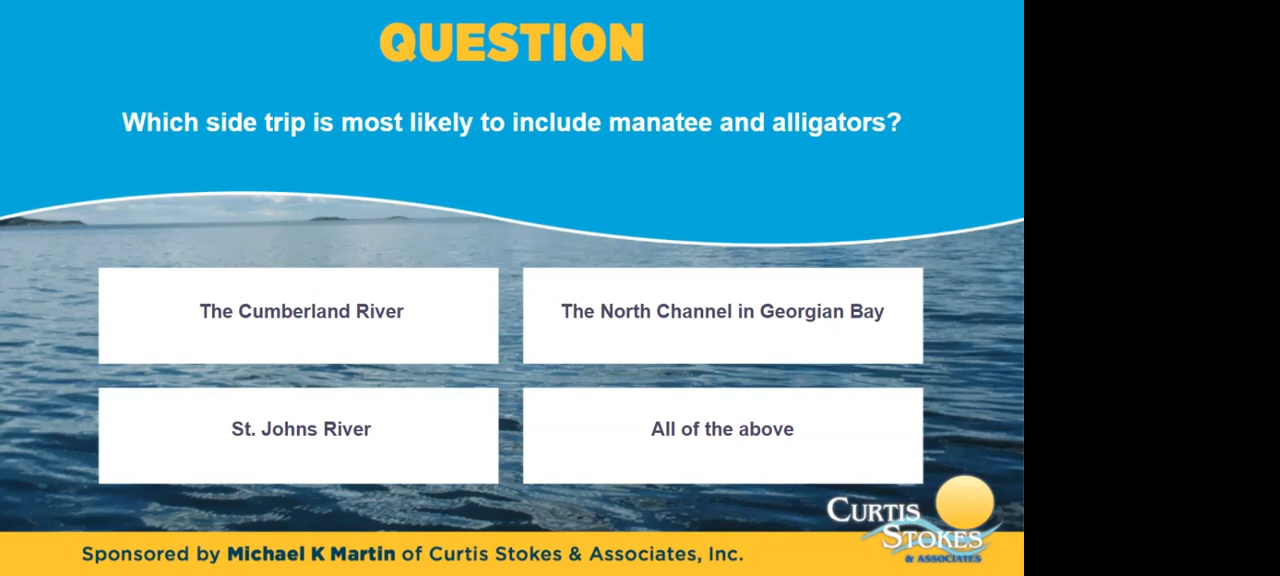 QUESTION
Which side trip is most likely to include manatee and alligators?
The Cumberland River
The North Channel in Georgian Bay
St. Johns River
All of the above
CURTIS
STOKES
& ASSOCIATES
Sponsored by Michael K Martin of Curtis Stokes & Associates, Inc.